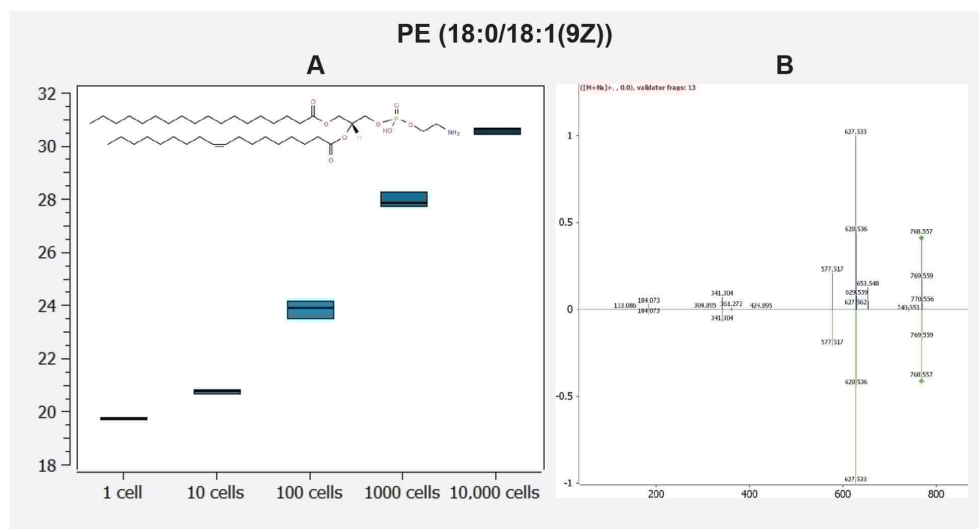 PE (18:0/18:1(9Z))
A
B
32
30
28
26
24
22
20
18
1 cell
10 cells
100 cells
1000 cells
10,000 cells
O
O
O
O
H
O
P
O
HO
O
NH₂
([M+Na]+, , 0.0), validator frags: 13
1
0.5
0
-0.5
-1
627.533
628.536
768.557
577.517
653.548
769.559
629.539
341.304
770.556
627.562
184.073
361.272
133.086
304.895
424.895
740.551
184.073
341.304
577.517
769.559
768.557
628.536
627.533
200
400
600
800